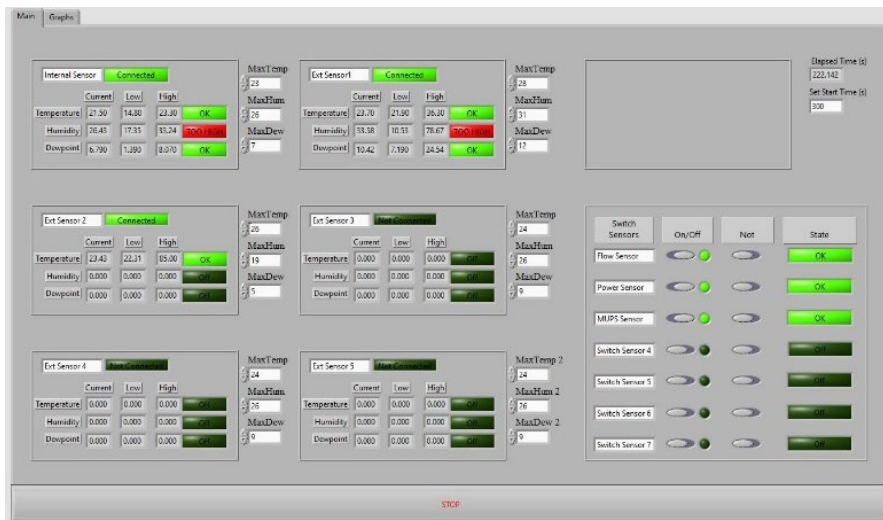 Main Graphs
Internal Sensor Connected
Current Low High
Temperature 21.50 14.80 23.30 OK
Humidity 26.43 17.35 33.24 TOO HIGH
Dewpoint 6.790 1.390 8.070 OK
MaxTemp
23
MaxHum
26
MaxDew
7
Ext Sensor1 Connected
Current Low High
Temperature 23.70 21.90 36.30 OK
Humidity 33.38 10.53 78.67 TOO HIGH
Dewpoint 10.42 7.190 24.54 OK
MaxTemp
28
MaxHum
31
MaxDew
12
Elapsed Time (s)
222.142
Set Start Time (s)
300
Ext Sensor 2 Connected
Current Low High
Temperature 23.43 22.31 85.00 OK
Humidity 0.000 0.000 0.000 Off
Dewpoint 0.000 0.000 0.000 Off
MaxTemp
26
MaxHum
19
MaxDew
5
Ext Sensor 3 Not Connected
Current Low High
Temperature 0.000 0.000 0.000 Off
Humidity 0.000 0.000 0.000 Off
Dewpoint 0.000 0.000 0.000 Off
MaxTemp
24
MaxHum
26
MaxDew
9
Ext Sensor 4 Not Connected
Current Low High
Temperature 0.000 0.000 0.000 Off
Humidity 0.000 0.000 0.000 Off
Dewpoint 0.000 0.000 0.000 Off
MaxTemp
24
MaxHum
26
MaxDew
9
Ext Sensor 5 Not Connected
Current Low High
Temperature 0.000 0.000 0.000 Off
Humidity 0.000 0.000 0.000 Off
Dewpoint 0.000 0.000 0.000 Off
MaxTemp 2
24
MaxHum 2
26
MaxDew 2
9
Switch
Sensors On/Off Not State
Flow Sensor OK
Power Sensor OK
MUPS Sensor OK
Switch Sensor 4 Off
Switch Sensor 5 Off
Switch Sensor 6 Off
Switch Sensor 7 Off
STOP